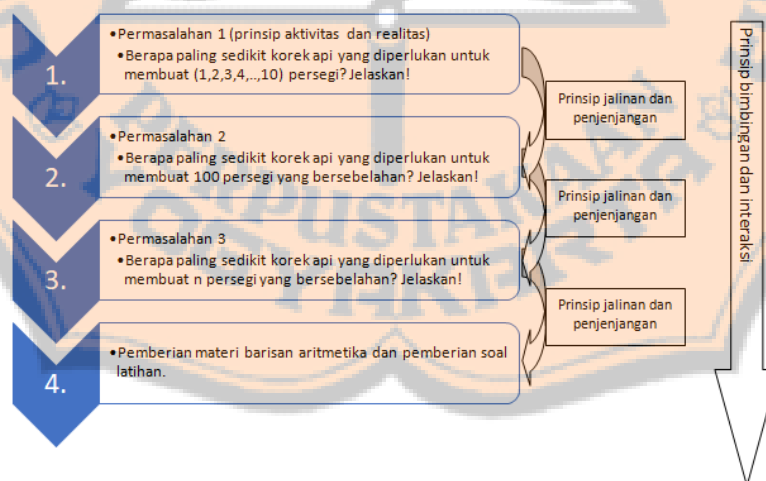 1.
•Permasalahan 1 (prinsip aktivitas dan realitas)
•Berapa paling sedikit korek api yang diperlukan untuk
membuat (1,2,3,4,..,10) persegi? Jelaskan!
Prinsip jalinan dan
penjenjangan
2.
•Permasalahan 2
•Berapa paling sedikit korek api yang diperlukan untuk
membuat 100 persegi yang bersebelahan? Jelaskan!
Prinsip jalinan dan
penjenjangan
3.
•Permasalahan 3
•Berapa paling sedikit korek api yang diperlukan untuk
membuat n persegi yang bersebelahan? Jelaskan!
Prinsip jalinan dan
penjenjangan
4.
•Pemberian materi barisan aritmetika dan pemberian soal
latihan.
Prinsip bimbingan dan interaksi
PERPUSTAKAAN